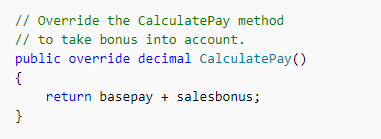 // Override the CalculatePay method
// to take bonus into account.
public override decimal CalculatePay()
{
    return basepay + salesbonus;
}